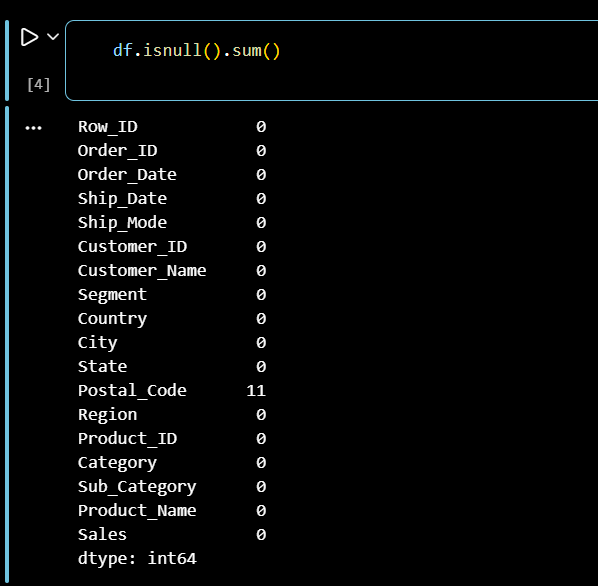 df.isnull().sum()
[4]
...
Row_ID 0
Order_ID 0
Order_Date 0
Ship_Date 0
Ship_Mode 0
Customer_ID 0
Customer_Name 0
Segment 0
Country 0
City 0
State 0
Postal_Code 11
Region 0
Product_ID 0
Category 0
Sub_Category 0
Product_Name 0
Sales 0
dtype: int64